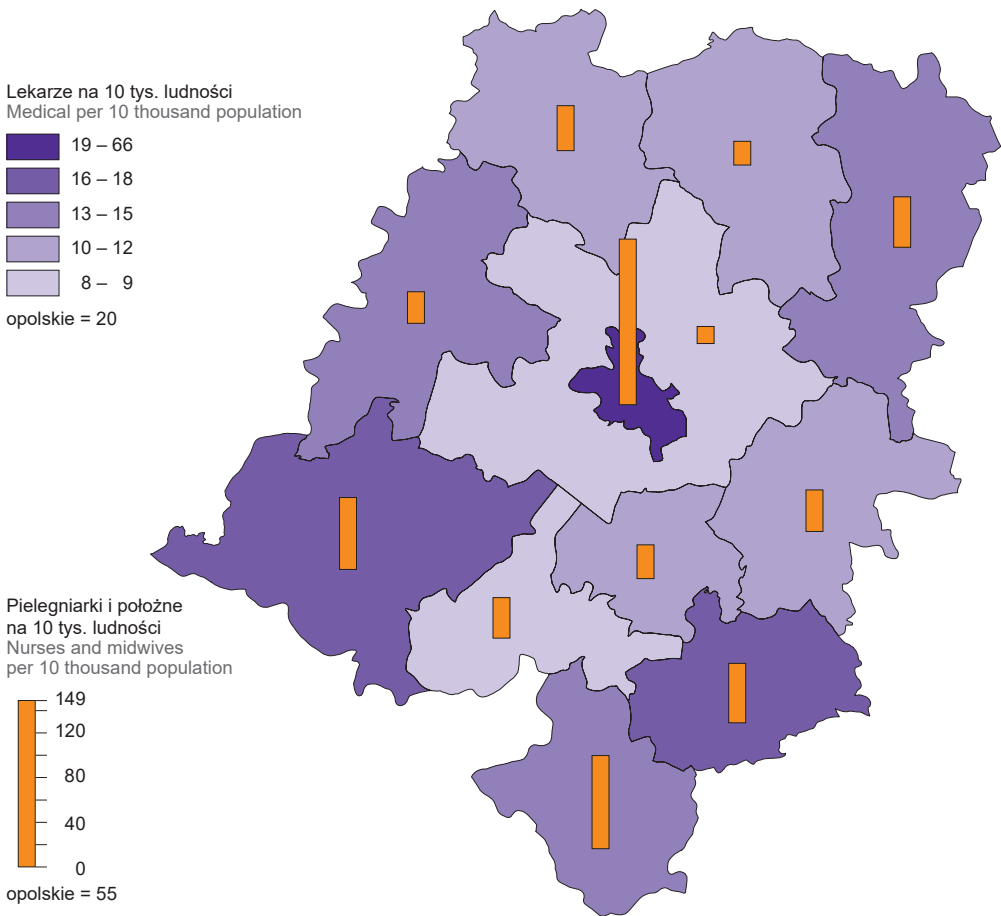 Lekarze na 10 tys. ludności
Medical per 10 thousand population
19 – 66
16 – 18
13 – 15
10 – 12
8 – 9
opolskie = 20
Pielegniarki i położne
na 10 tys. ludności
Nurses and midwives
per 10 thousand population
149
120
80
40
0
opolskie = 55